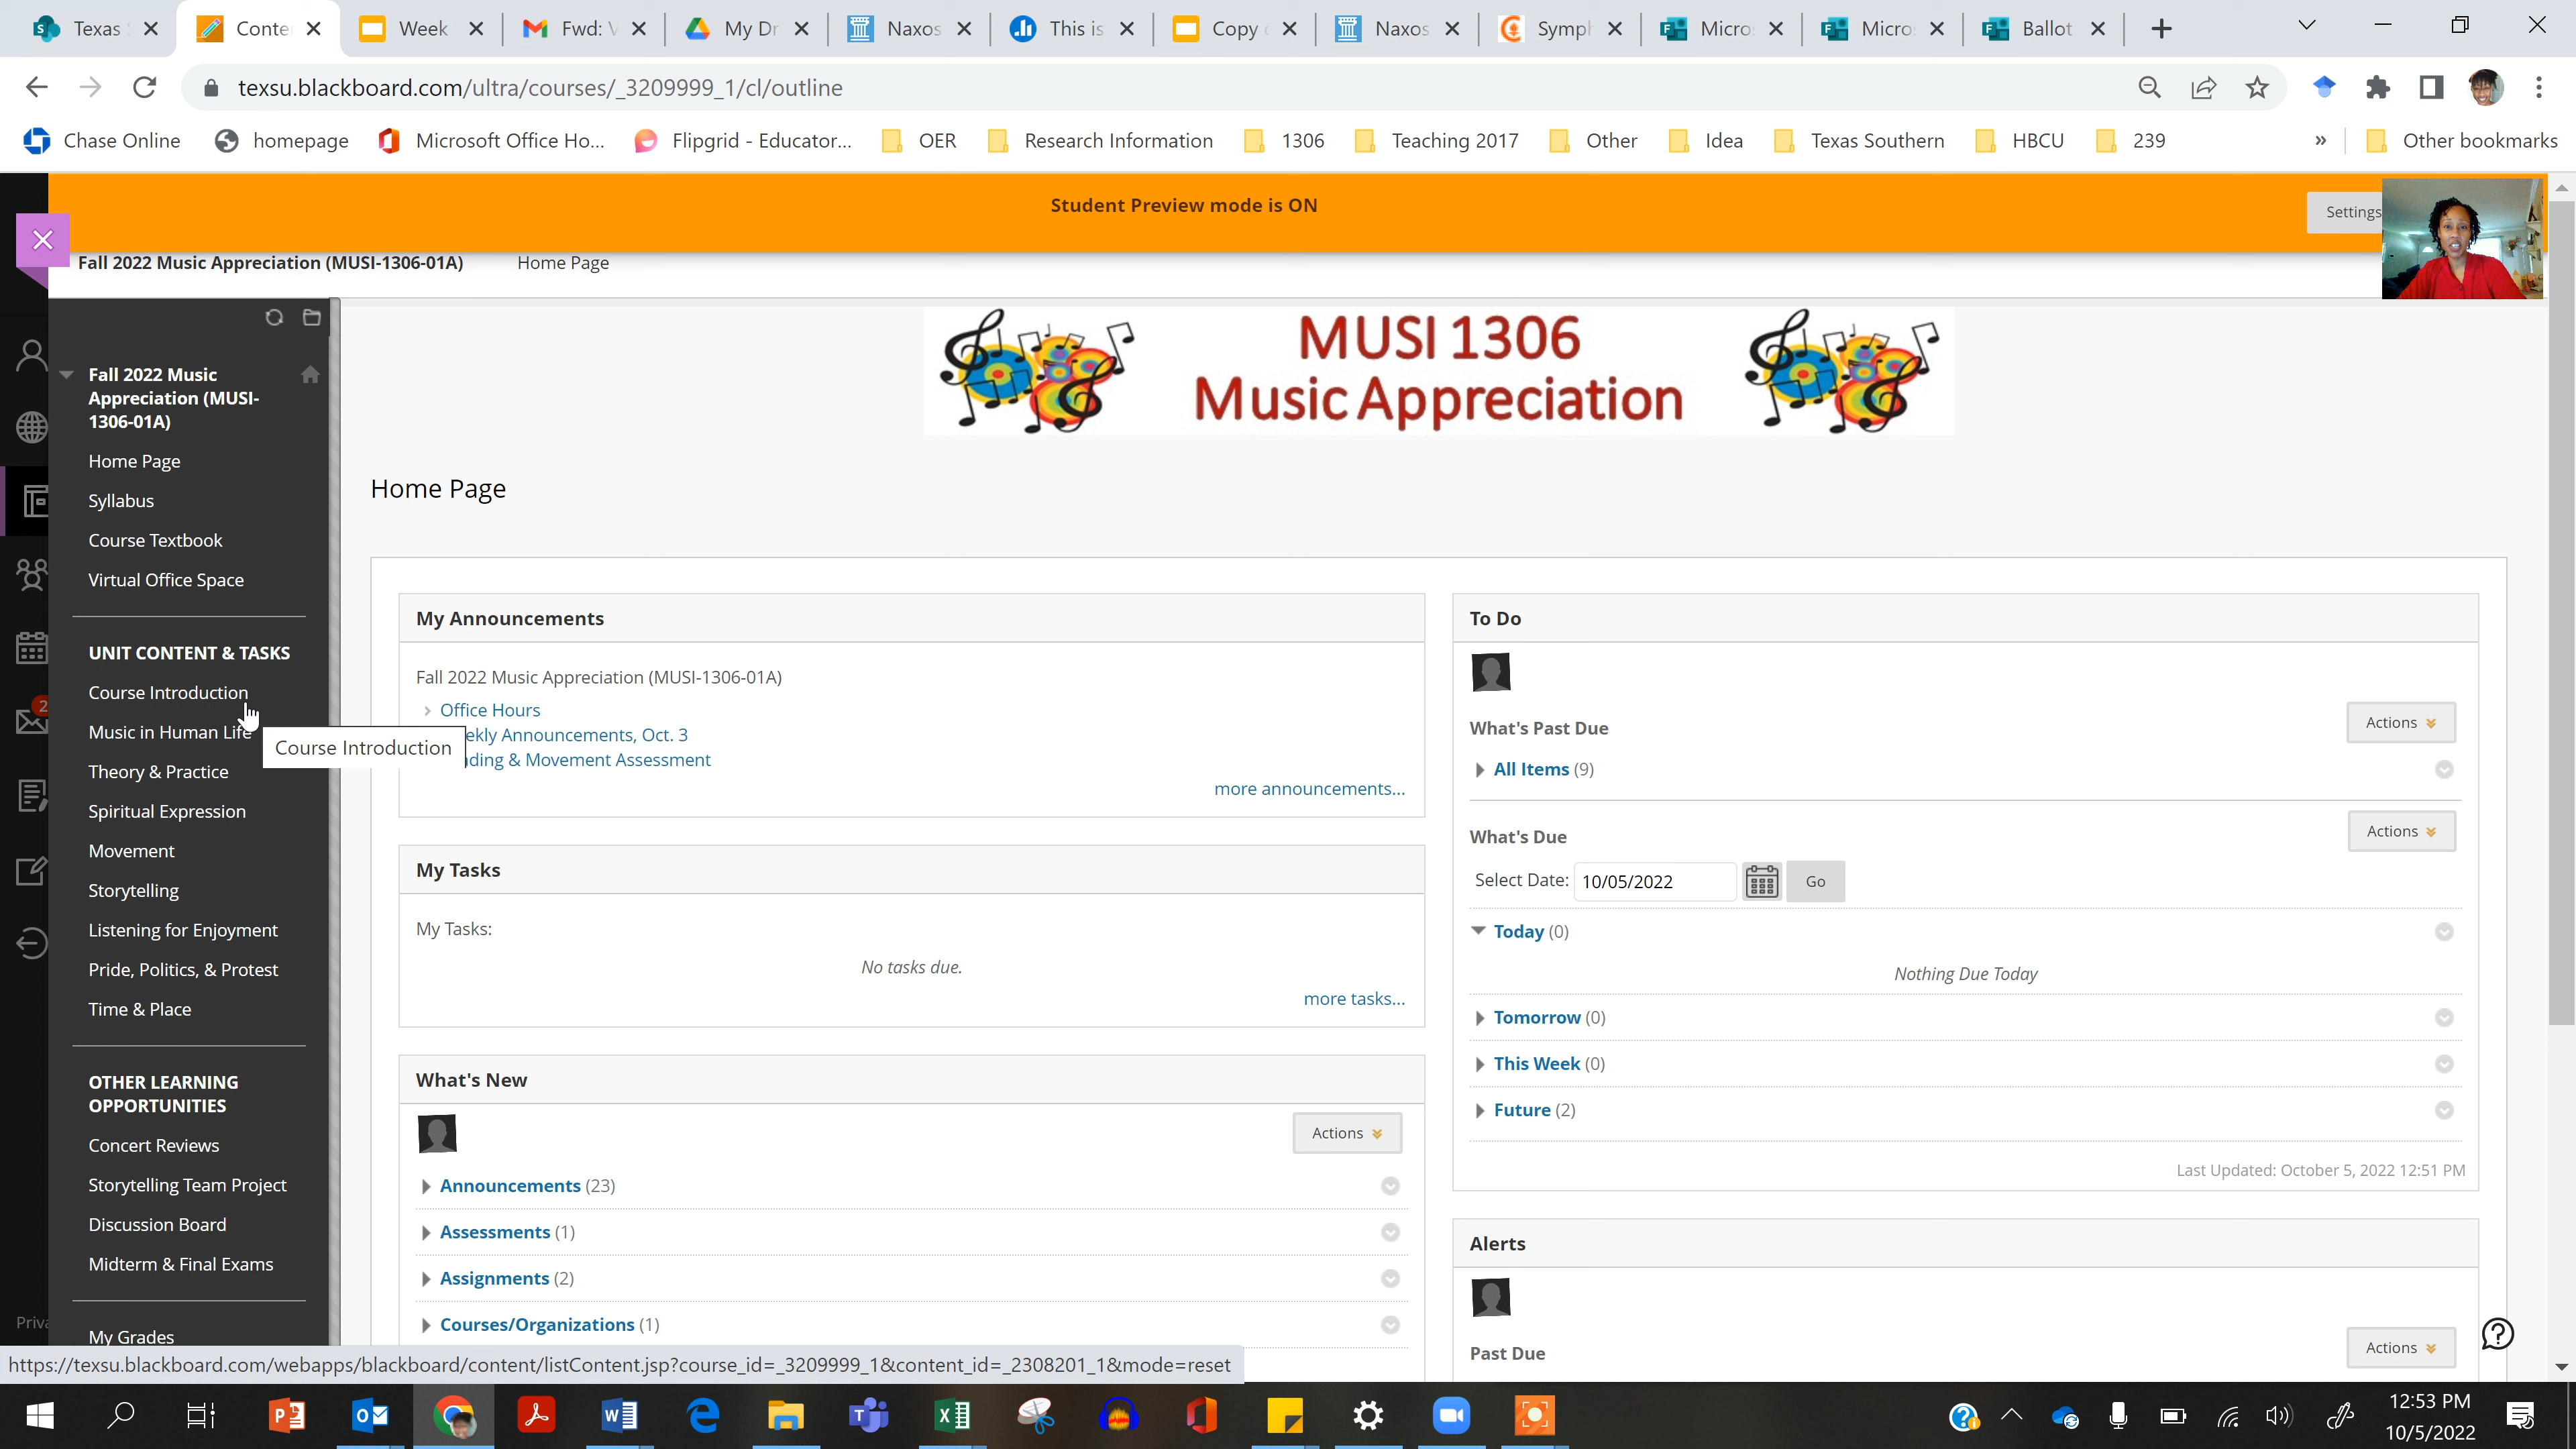 Texas S
Conte
Week
Fwd: V
My Dr
Naxos
This is
Copy o
Naxos
Symph
Micros
Micros
Ballot
texsu.blackboard.com/ultra/courses/_3209999_1/cl/outline
Chase Online
homepage
Microsoft Office Ho...
Flipgrid - Educator...
OER
Research Information
1306
Teaching 2017
Other
Idea
Texas Southern
HBCU
239
»
Other bookmarks
Student Preview mode is ON
Settings
Fall 2022 Music Appreciation (MUSI-1306-01A)
Home Page
MUSI 1306
Music Appreciation
Fall 2022 Music
Appreciation (MUSI-
1306-01A)
Home Page
Syllabus
Course Textbook
Virtual Office Space
UNIT CONTENT & TASKS
Course Introduction
Music in Human Life
Course Introduction
Theory & Practice
Spiritual Expression
Movement
Storytelling
Listening for Enjoyment
Pride, Politics, & Protest
Time & Place
OTHER LEARNING
OPPORTUNITIES
Concert Reviews
Storytelling Team Project
Discussion Board
Midterm & Final Exams
My Grades
2
Priva
Home Page
My Announcements
Fall 2022 Music Appreciation (MUSI-1306-01A)
Office Hours
ekly Announcements, Oct. 3
ding & Movement Assessment
more announcements...
My Tasks
My Tasks:
No tasks due.
more tasks...
What's New
Actions
Announcements (23)
Assessments (1)
Assignments (2)
Courses/Organizations (1)
To Do
What's Past Due
Actions
All Items (9)
What's Due
Actions
Select Date: 10/05/2022 Go
Today (0)
Nothing Due Today
Tomorrow (0)
This Week (0)
Future (2)
Last Updated: October 5, 2022 12:51 PM
Alerts
Past Due
Actions
https://texsu.blackboard.com/webapps/blackboard/content/listContent.jsp?course_id=_3209999_1&content_id=_2308201_1&mode=reset
12:53 PM
10/5/2022